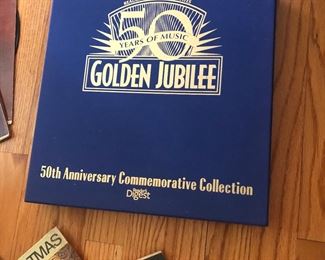 50
YEARS OF MUSIC
GOLDEN JUBILEE
50th Anniversary Commemorative Collection
Reader's
Digest